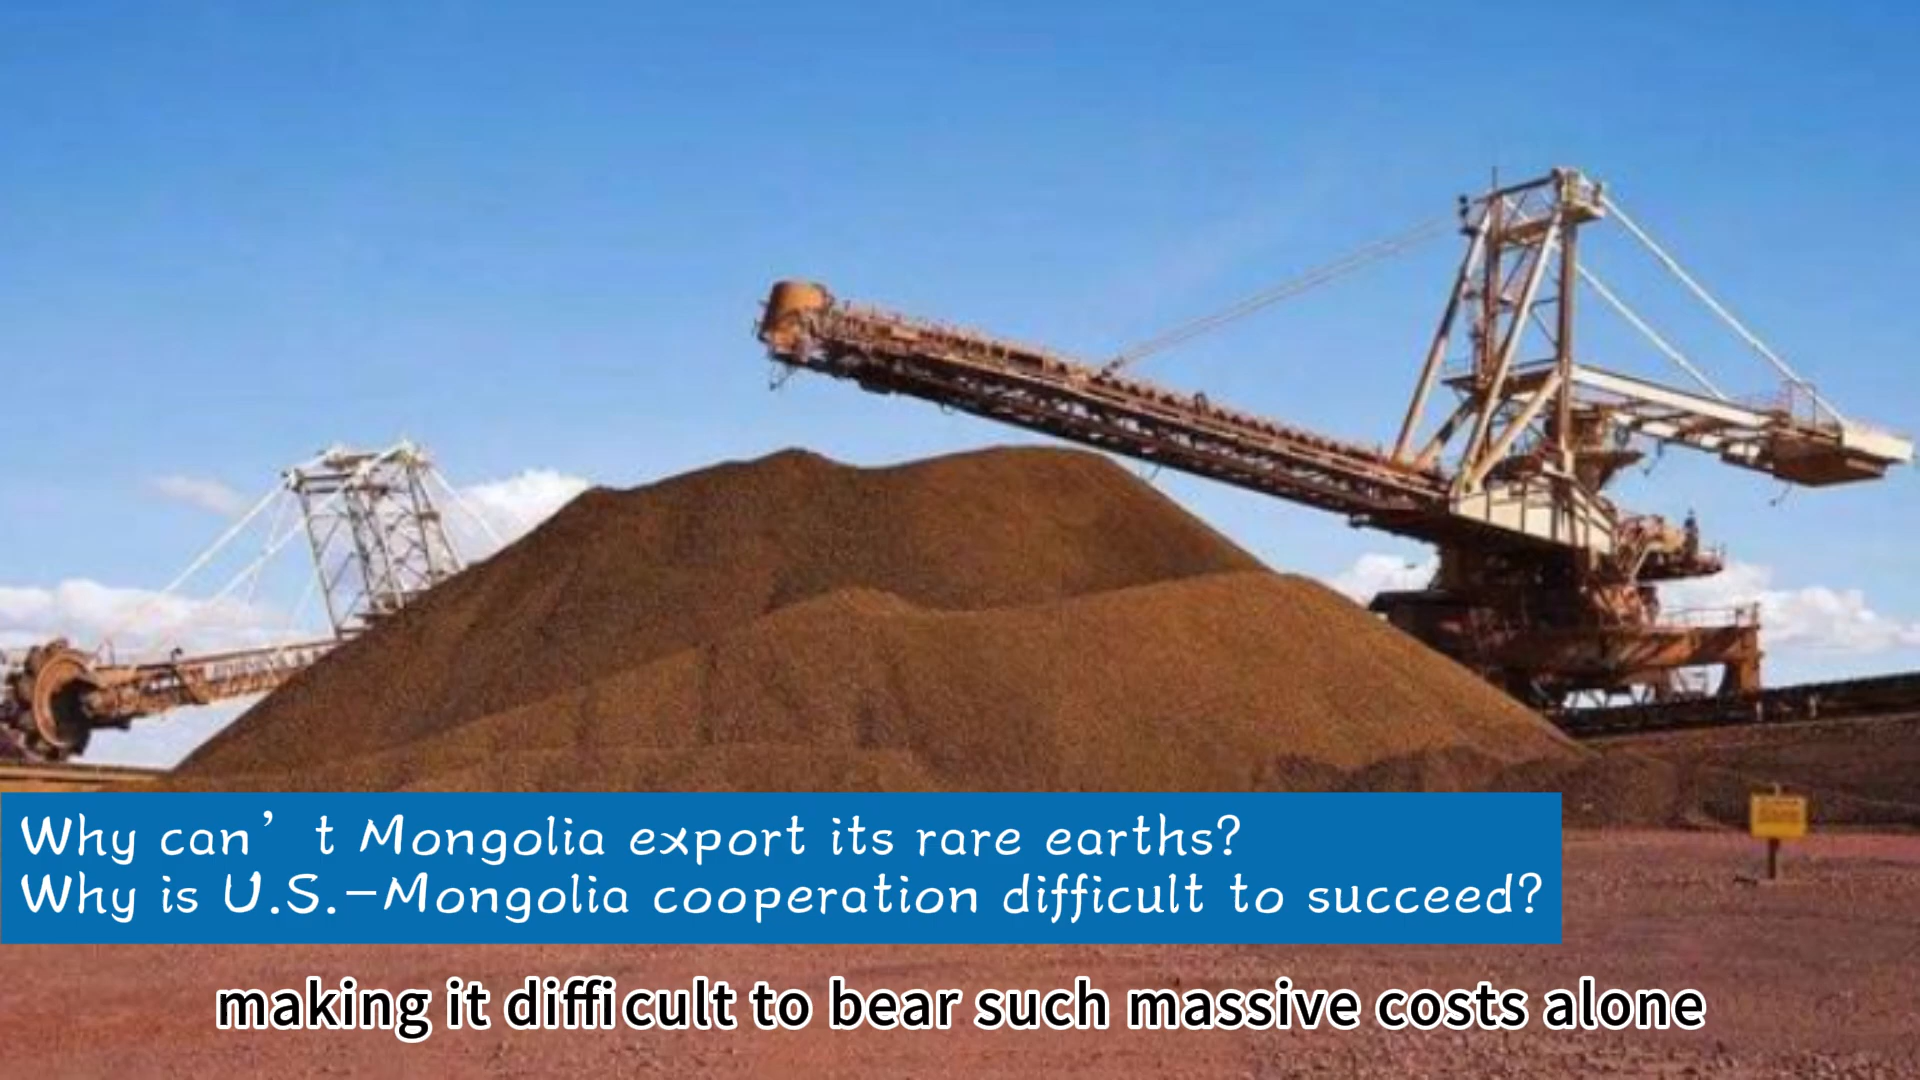 Why can't Mongolia export its rare earths?
Why is U.S.-Mongolia cooperation difficult to succeed?
making it difficult to bear such massive costs alone